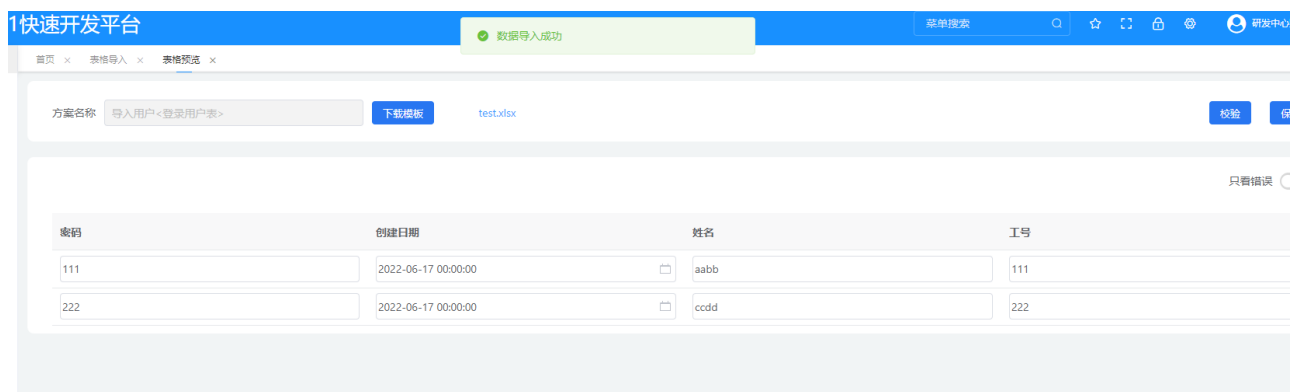 1快速开发平台
数据导入成功
菜单搜索
研发中心
首页 × 表格导入 × 表格预览 ×
方案名称 导入用户<登录用户表> 下载模板 test.xlsx 校验 保
只看错误
密码 创建日期 姓名 工号
111 2022-06-17 00:00:00 aabb 111
222 2022-06-17 00:00:00 ccdd 222